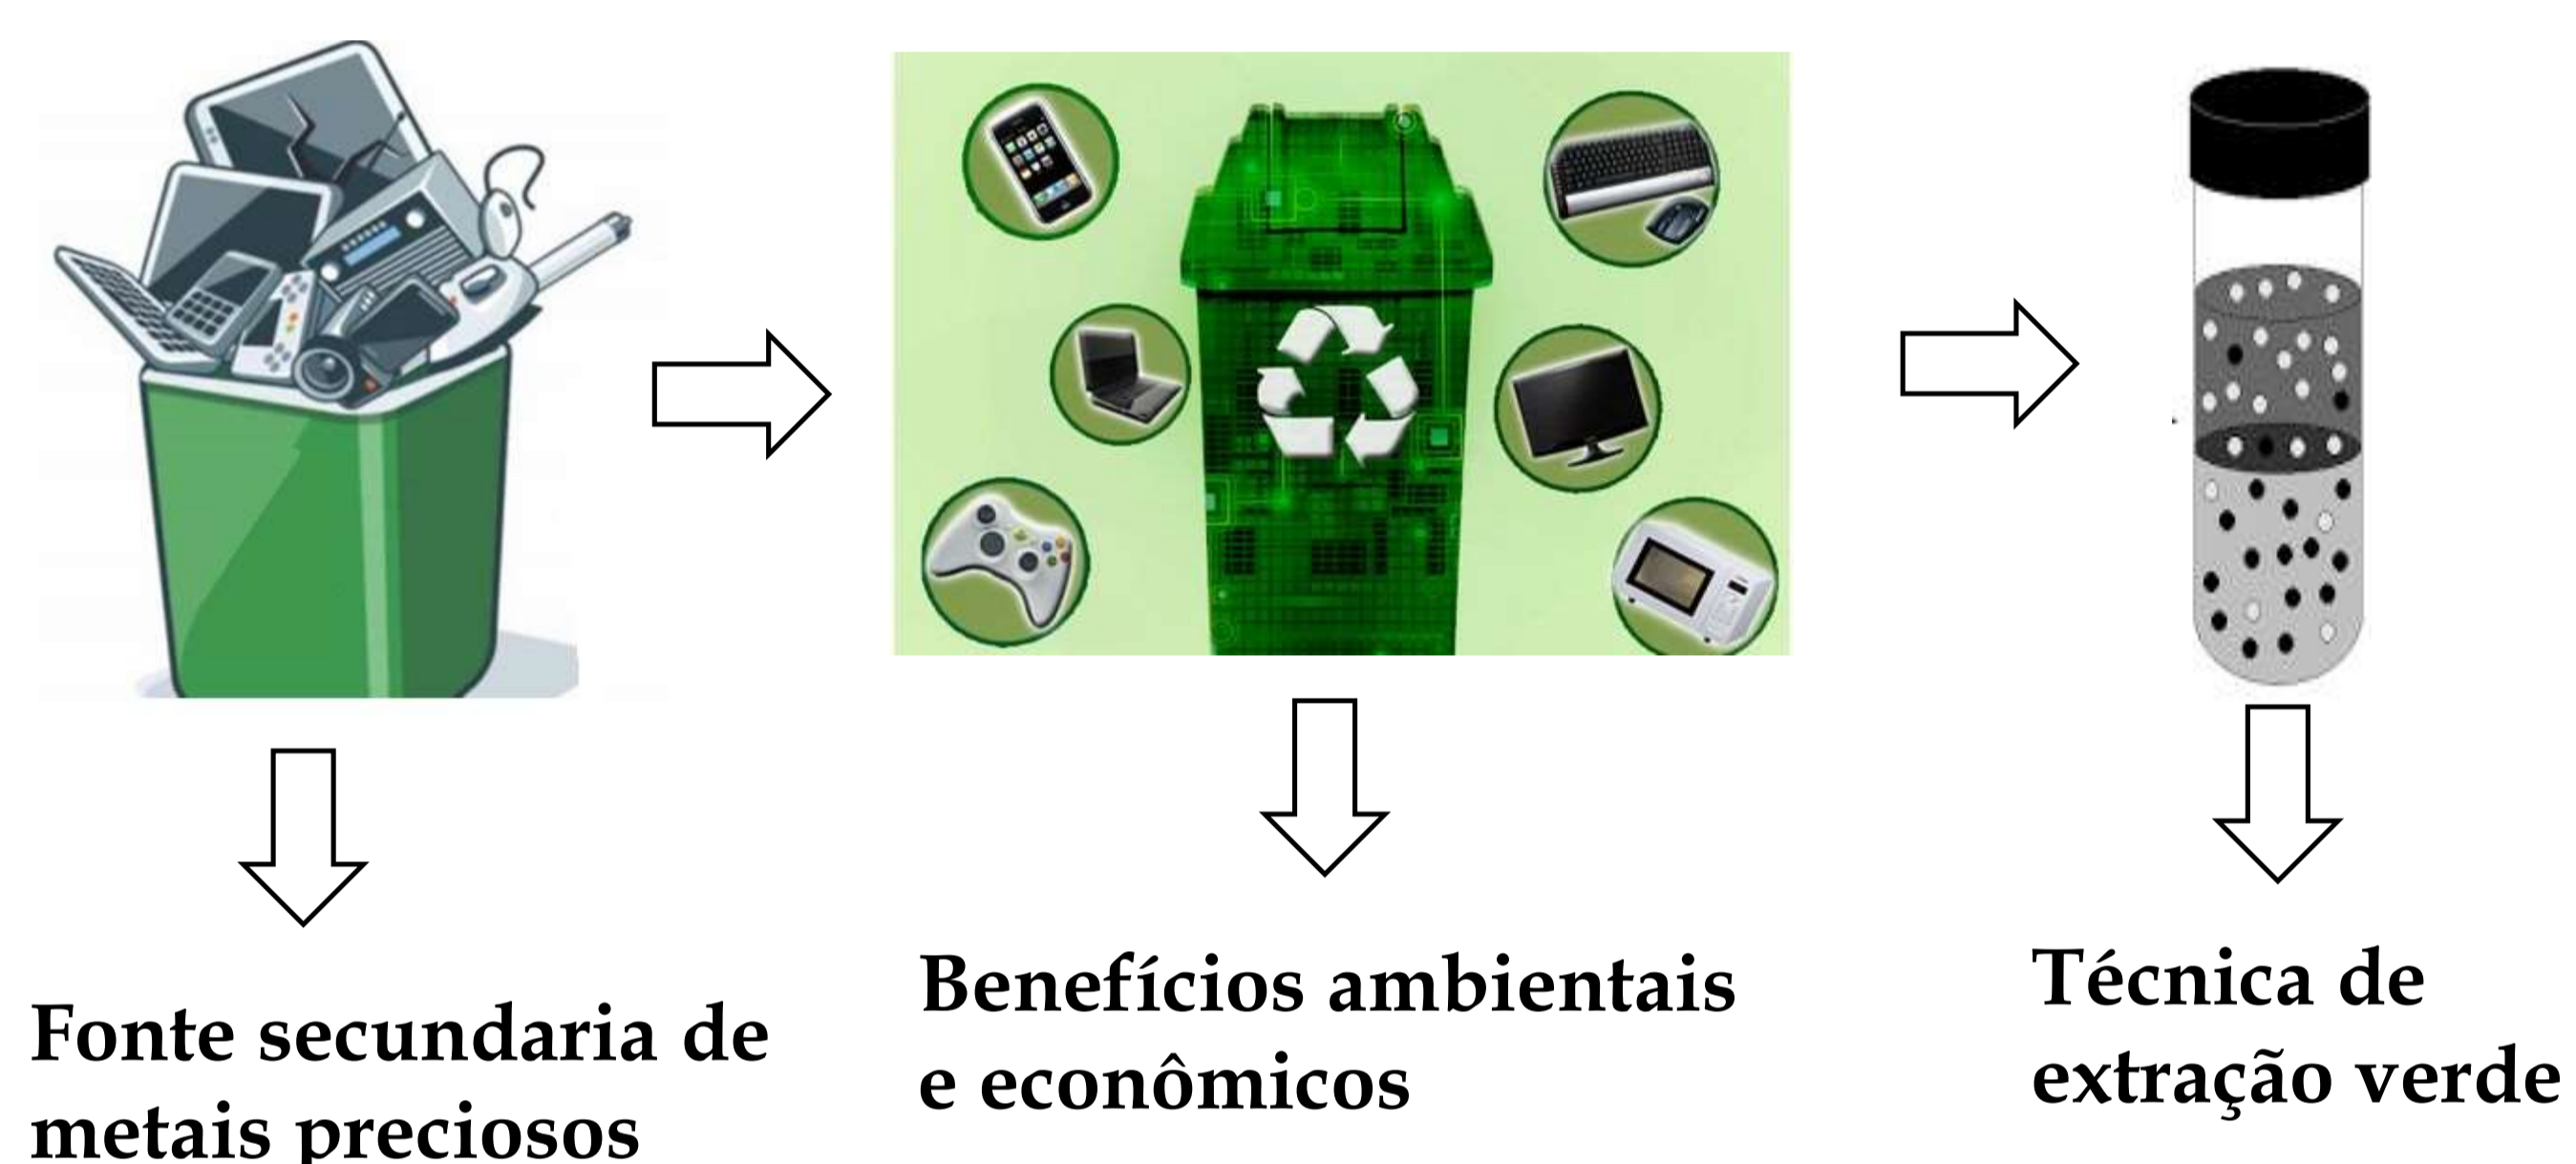 Fonte secundaria de
metais preciosos
Benefícios ambientais
e econômicos
Técnica de
extração verde